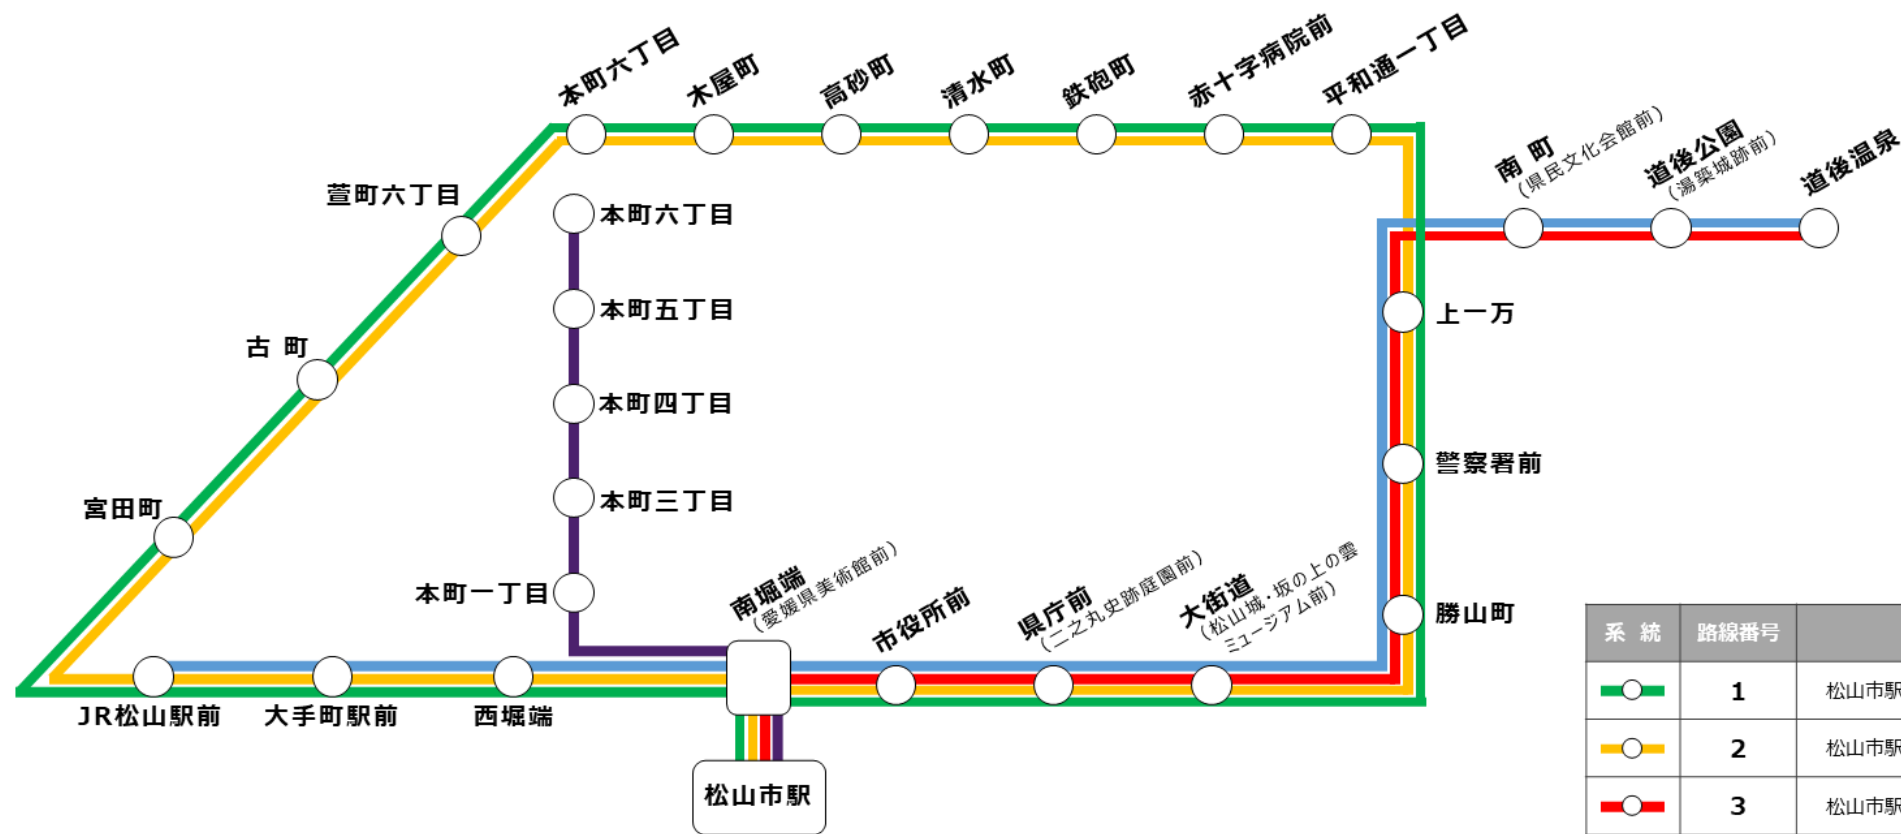 本町六丁目
木屋町
高砂町
清水町
鉄砲町
赤十字病院前
平和通一丁目
南 町
（県民文化会館前）
道後公園
（湯築城跡前）
道後温泉
萱町六丁目
本町六丁目
本町五丁目
上一万
古 町
本町四丁目
警察署前
宮田町
本町三丁目
本町一丁目
南堀端
（愛媛県美術館前）
市役所前
県庁前
（二之丸史跡庭園前）
大街道
（松山城・坂の上の雲
ミュージアム前）
勝山町
JR松山駅前
大手町駅前
西堀端
松山市駅
系 統 路線番号
1 松山市駅
2 松山市駅
3 松山市駅